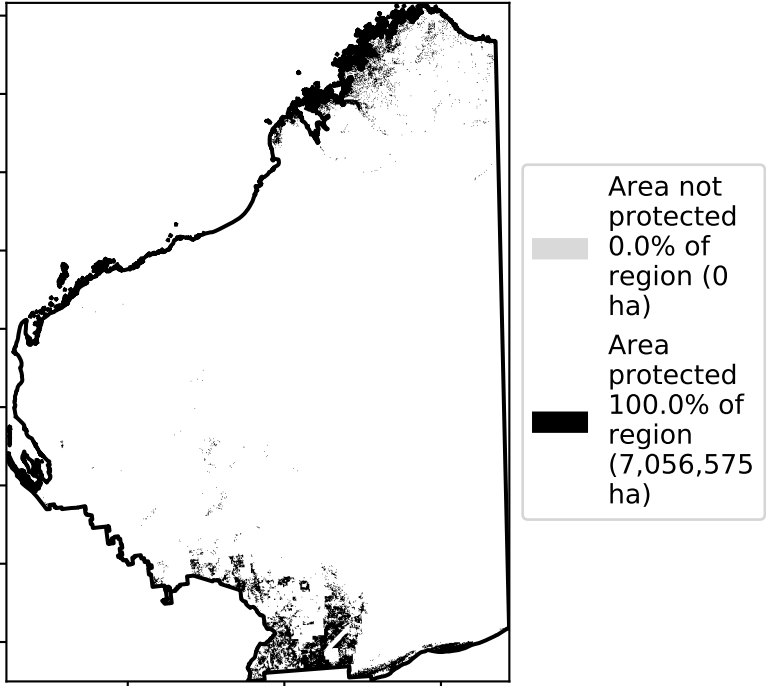 Area not
protected
0.0% of
region (0
ha)
Area
protected
100.0% of
region
(7,056,575
ha)